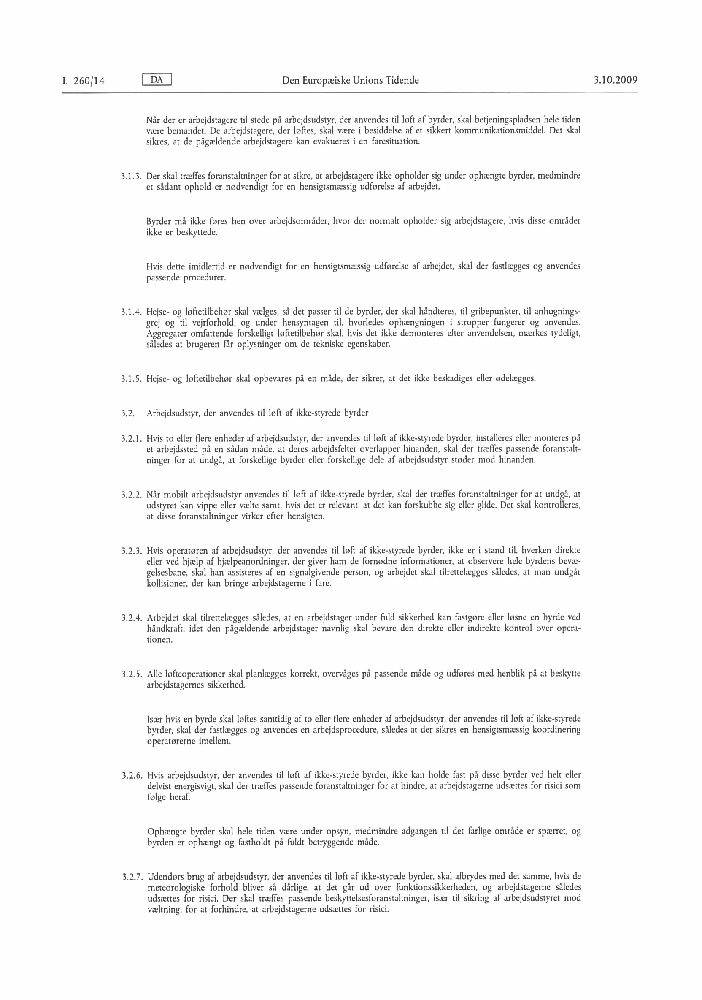 L 260/14 DA Den Europæiske Unions Tidende 3.10.2009
Når der er arbejdstagere til stede på arbejdsudstyr, der anvendes til løft af byrder, skal betjeningspladsen hele tiden
være bemandet. De arbejdstagere, der løftes, skal være i besiddelse af et sikkert kommunikationsmiddel. Det skal
sikres, at de pågældende arbejdstagere kan evakueres i en faresituation.
3.1.3. Der skal træffes foranstaltninger for at sikre, at arbejdstagere ikke opholder sig under ophængte byrder, medmindre
et sådant ophold er nødvendigt for en hensigtsmæssig udførelse af arbejdet.
Byrder må ikke føres hen over arbejdsområder, hvor der normalt opholder sig arbejdstagere, hvis disse områder
ikke er beskyttede.
Hvis dette imidlertid er nødvendigt for en hensigtsmæssig udførelse af arbejdet, skal der fastlægges og anvendes
passende procedurer.
3.1.4. Hejse- og løftetilbehør skal vælges, så det passer til de byrder, der skal håndteres, til gribepunkter, til anhugnings-
grej og til vejrforhold, og under hensyntagen til, hvorledes ophængningen i stropper fungerer og anvendes.
Aggregater omfattende forskelligt løftetilbehør skal, hvis det ikke demonteres efter anvendelsen, mærkes tydeligt,
således at brugeren får oplysninger om de tekniske egenskaber.
3.1.5. Hejse- og løftetilbehør skal opbevares på en måde, der sikrer, at det ikke beskadiges eller ødelægges.
3.2. Arbejdsudstyr, der anvendes til løft af ikke-styrede byrder
3.2.1. Hvis to eller flere enheder af arbejdsudstyr, der anvendes til løft af ikke-styrede byrder, installeres eller monteres på
et arbejdssted på en sådan måde, at deres arbejdsfelter overlapper hinanden, skal der træffes passende foranstalt-
ninger for at undgå, at forskellige byrder eller forskellige dele af arbejdsudstyr støder mod hinanden.
3.2.2. Når mobilt arbejdsudstyr anvendes til løft af ikke-styrede byrder, skal der træffes foranstaltninger for at undgå, at
udstyret kan vippe eller vælte samt, hvis det er relevant, at det kan forskubbe sig eller glide. Det skal kontrolleres,
at disse foranstaltninger virker efter hensigten.
3.2.3. Hvis operatøren af arbejdsudstyr, der anvendes til løft af ikke-styrede byrder, ikke er i stand til, hverken direkte
eller ved hjælp af hjælpeanordninger, der giver ham de fornødne informationer, at observere hele byrdens bevæ-
gelsesbane, skal han assisteres af en signalgivende person, og arbejdet skal tilrettelægges således, at man undgår
kollisioner, der kan bringe arbejdstagerne i fare.
3.2.4. Arbejdet skal tilrettelægges således, at en arbejdstager under fuld sikkerhed kan fastgøre eller løsne en byrde ved
håndkraft, idet den pågældende arbejdstager navnlig skal bevare den direkte eller indirekte kontrol over opera-
tionen.
3.2.5. Alle løfteoperationer skal planlægges korrekt, overvåges på passende måde og udføres med henblik på at beskytte
arbejdstagernes sikkerhed.
Især hvis en byrde skal løftes samtidig af to eller flere enheder af arbejdsudstyr, der anvendes til løft af ikke-styrede
byrder, skal der fastlægges og anvendes en arbejdsprocedure, således at der sikres en hensigtsmæssig koordinering
operatørerne imellem.
3.2.6. Hvis arbejdsudstyr, der anvendes til løft af ikke-styrede byrder, ikke kan holde fast på disse byrder ved helt eller
delvist energisvigt, skal der træffes passende foranstaltninger for at hindre, at arbejdstagerne udsættes for risici som
følge heraf.
Ophængte byrder skal hele tiden være under opsyn, medmindre adgangen til det farlige område er spærret, og
byrden er ophængt og fastholdt på fuldt betryggende måde.
3.2.7. Udendørs brug af arbejdsudstyr, der anvendes til løft af ikke-styrede byrder, skal afbrydes med det samme, hvis de
meteorologiske forhold bliver så dårlige, at det går ud over funktionssikkerheden, og arbejdstagerne således
udsættes for risici. Der skal træffes passende beskyttelsesforanstaltninger, især til sikring af arbejdsudstyret mod
væltning, for at forhindre, at arbejdstagerne udsættes for risici.